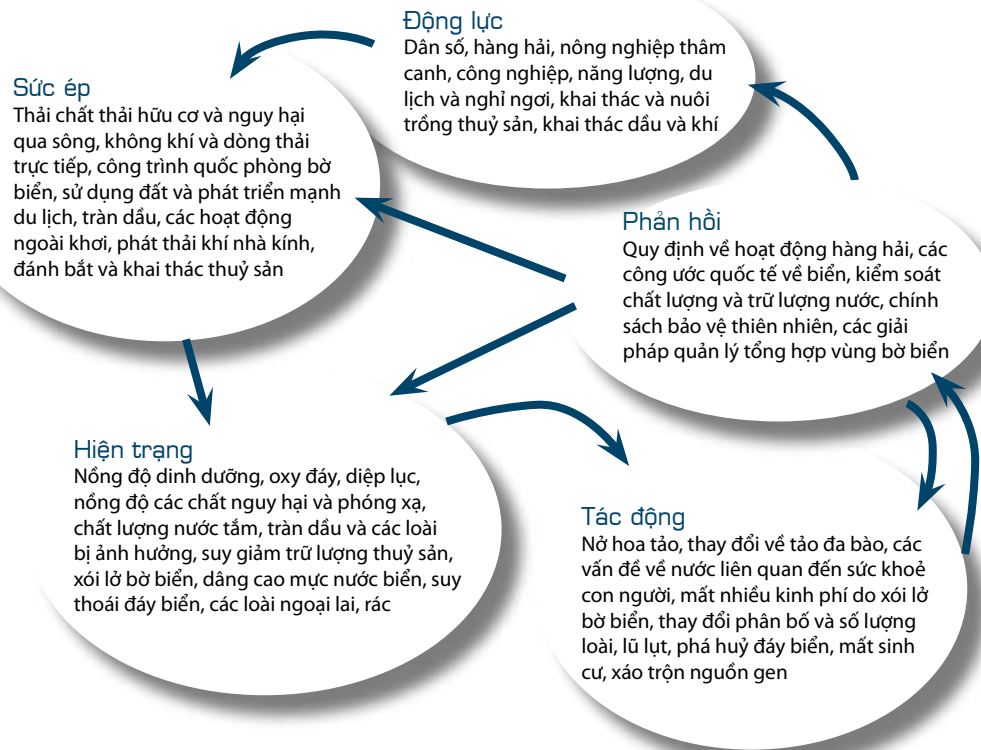 Động lực
Dân số, hàng hải, nông nghiệp thâm
canh, công nghiệp, năng lượng, du
lịch và nghỉ ngơi, khai thác và nuôi
trồng thuỷ sản, khai thác dầu và khí
Sức ép
Thải chất thải hữu cơ và nguy hại
qua sông, không khí và dòng thải
trực tiếp, công trình quốc phòng bờ
biển, sử dụng đất và phát triển mạnh
du lịch, tràn dầu, các hoạt động
ngoài khơi, phát thải khí nhà kính,
đánh bắt và khai thác thuỷ sản
Phản hồi
Quy định về hoạt động hàng hải, các
công ước quốc tế về biển, kiểm soát
chất lượng và trữ lượng nước, chính
sách bảo vệ thiên nhiên, các giải
pháp quản lý tổng hợp vùng bờ biển
Hiện trạng
Nồng độ dinh dưỡng, oxy đáy, diệp lục,
nồng độ các chất nguy hại và phóng xạ,
chất lượng nước tắm, tràn dầu và các loài
bị ảnh hưởng, suy giảm trữ lượng thuỷ sản,
xói lở bờ biển, dâng cao mực nước biển, suy
thoái đáy biển, các loài ngoại lai, rác
Tác động
Nở hoa tảo, thay đổi về tảo đa bào, các
vấn đề về nước liên quan đến sức khoẻ
con người, mất nhiều kinh phí do xói lở
bờ biển, thay đổi phân bố và số lượng
loài, lũ lụt, phá huỷ đáy biển, mất sinh
cư, xáo trộn nguồn gen